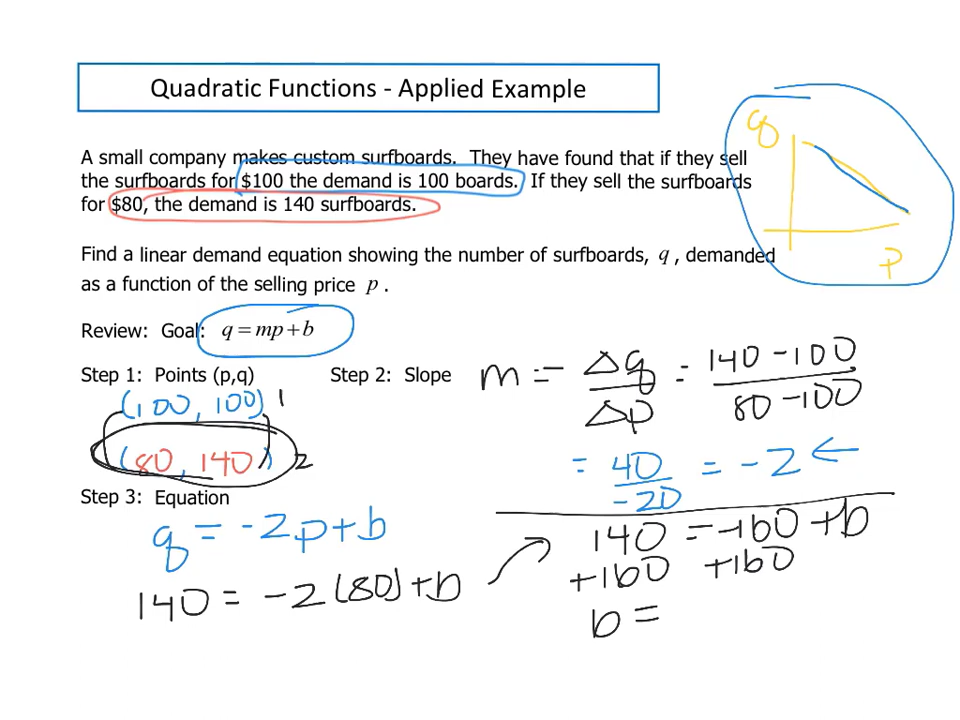 Quadratic Functions - Applied Example
q
A small company makes custom surfboards. They have found that if they sell
the surfboards for $100 the demand is 100 boards. If they sell the surfboards
for $80, the demand is 140 surfboards.
p
Find a linear demand equation showing the number of surfboards, q , demanded
as a function of the selling price p .
Review: Goal: q = mp + b
Step 1: Points (p,q)
(100, 100) 1
(80, 140) 2
Step 2: Slope m = Δq/Δp = 140 - 100/80 - 100
= 40/-20 = -2 ←
Step 3: Equation
q = -2p + b
140 = -2(80) + b
140 = -160 + b
+160 +160
b =